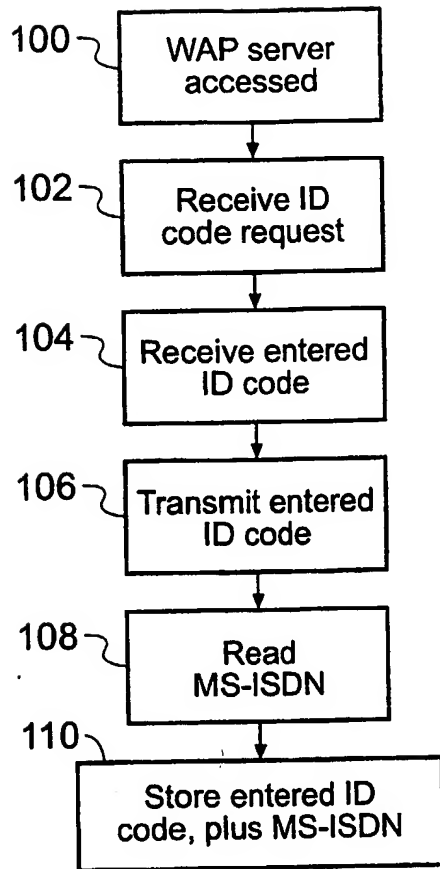 100
WAP server
accessed
102
Receive ID
code request
104
Receive entered
ID code
106
Transmit entered
ID code
108
Read
MS-ISDN
110
Store entered ID
code, plus MS-ISDN